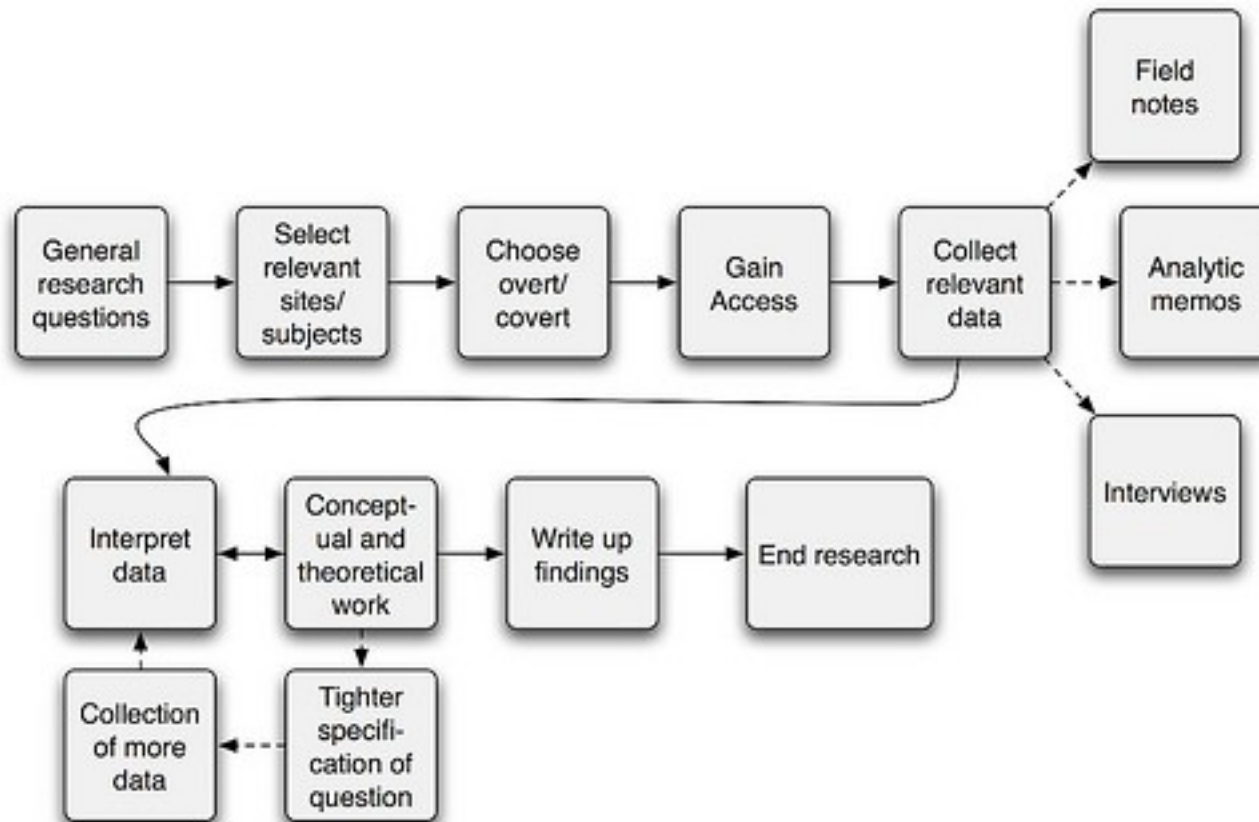 Field
notes
General
research
questions
Select
relevant
sites/
subjects
Choose
overt/
covert
Gain
Access
Collect
relevant
data
Analytic
memos
Interviews
Interpret
data
Concept-
ual and
theoretical
work
Write up
findings
End research
Collection
of more
data
Tighter
specifi-
cation of
question